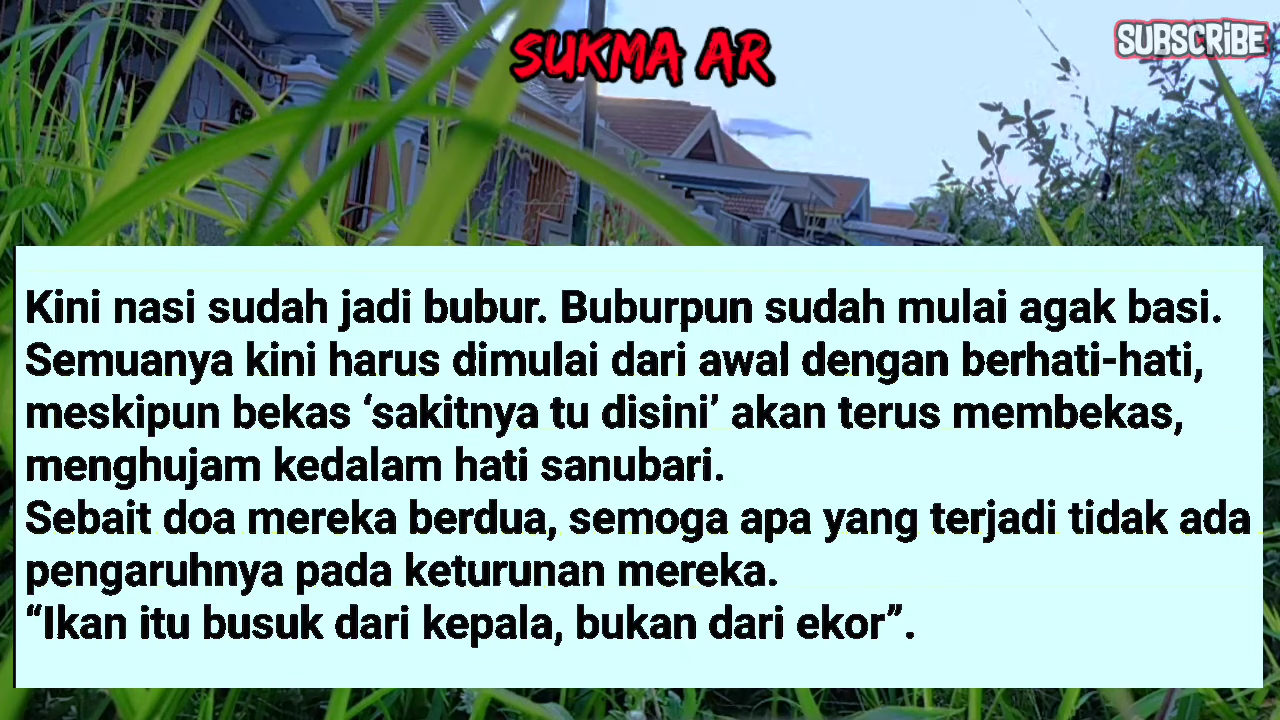 SUKMA AR
SUBSCRiBE
Kini nasi sudah jadi bubur. Buburpun sudah mulai agak basi.
Semuanya kini harus dimulai dari awal dengan berhati-hati,
meskipun bekas ‘sakitnya tu disini’ akan terus membekas,
menghujam kedalam hati sanubari.
Sebait doa mereka berdua, semoga apa yang terjadi tidak ada
pengaruhnya pada keturunan mereka.
“Ikan itu busuk dari kepala, bukan dari ekor”.